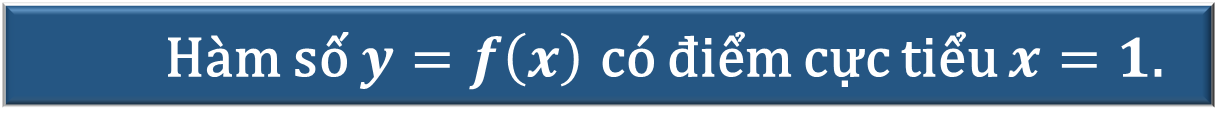 Hàm số y = f(x) có điểm cực tiểu x = 1.